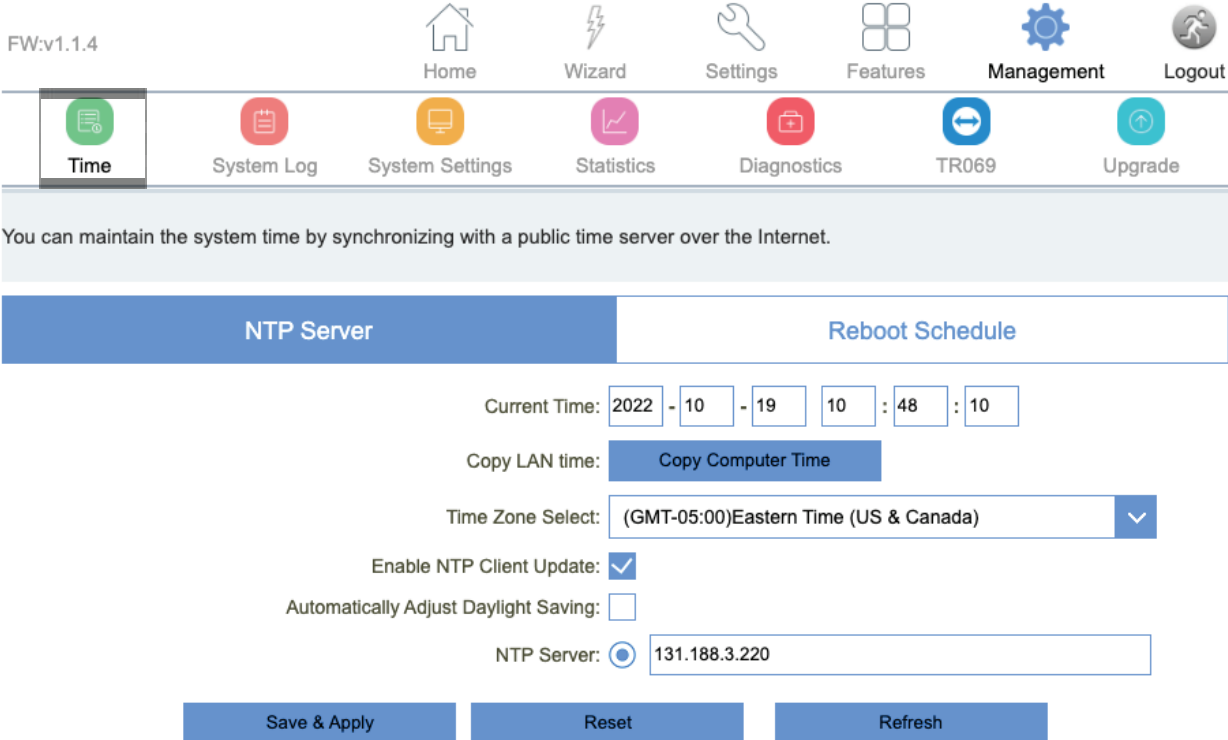 FW:v1.1.4
Home Wizard Settings Features Management Logout
Time System Log System Settings Statistics Diagnostics TR069 Upgrade
You can maintain the system time by synchronizing with a public time server over the Internet.
NTP Server Reboot Schedule
Current Time: 2022 - 10 - 19 10 : 48 : 10
Copy LAN time: Copy Computer Time
Time Zone Select: (GMT-05:00)Eastern Time (US & Canada)
Enable NTP Client Update:
Automatically Adjust Daylight Saving:
NTP Server: 131.188.3.220
Save & Apply Reset Refresh